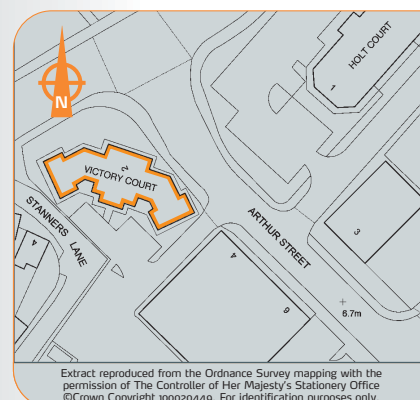 N
HOLT COURT
1
2
VICTORY COURT
STANNERS LANE
4
ARTHUR STREET
3
4
6
6.7m
Extract reproduced from the Ordnance Survey mapping with the
permission of The Controller of Her Majesty's Stationery Office
©Crown Copyright 100020449. For identification purposes only.